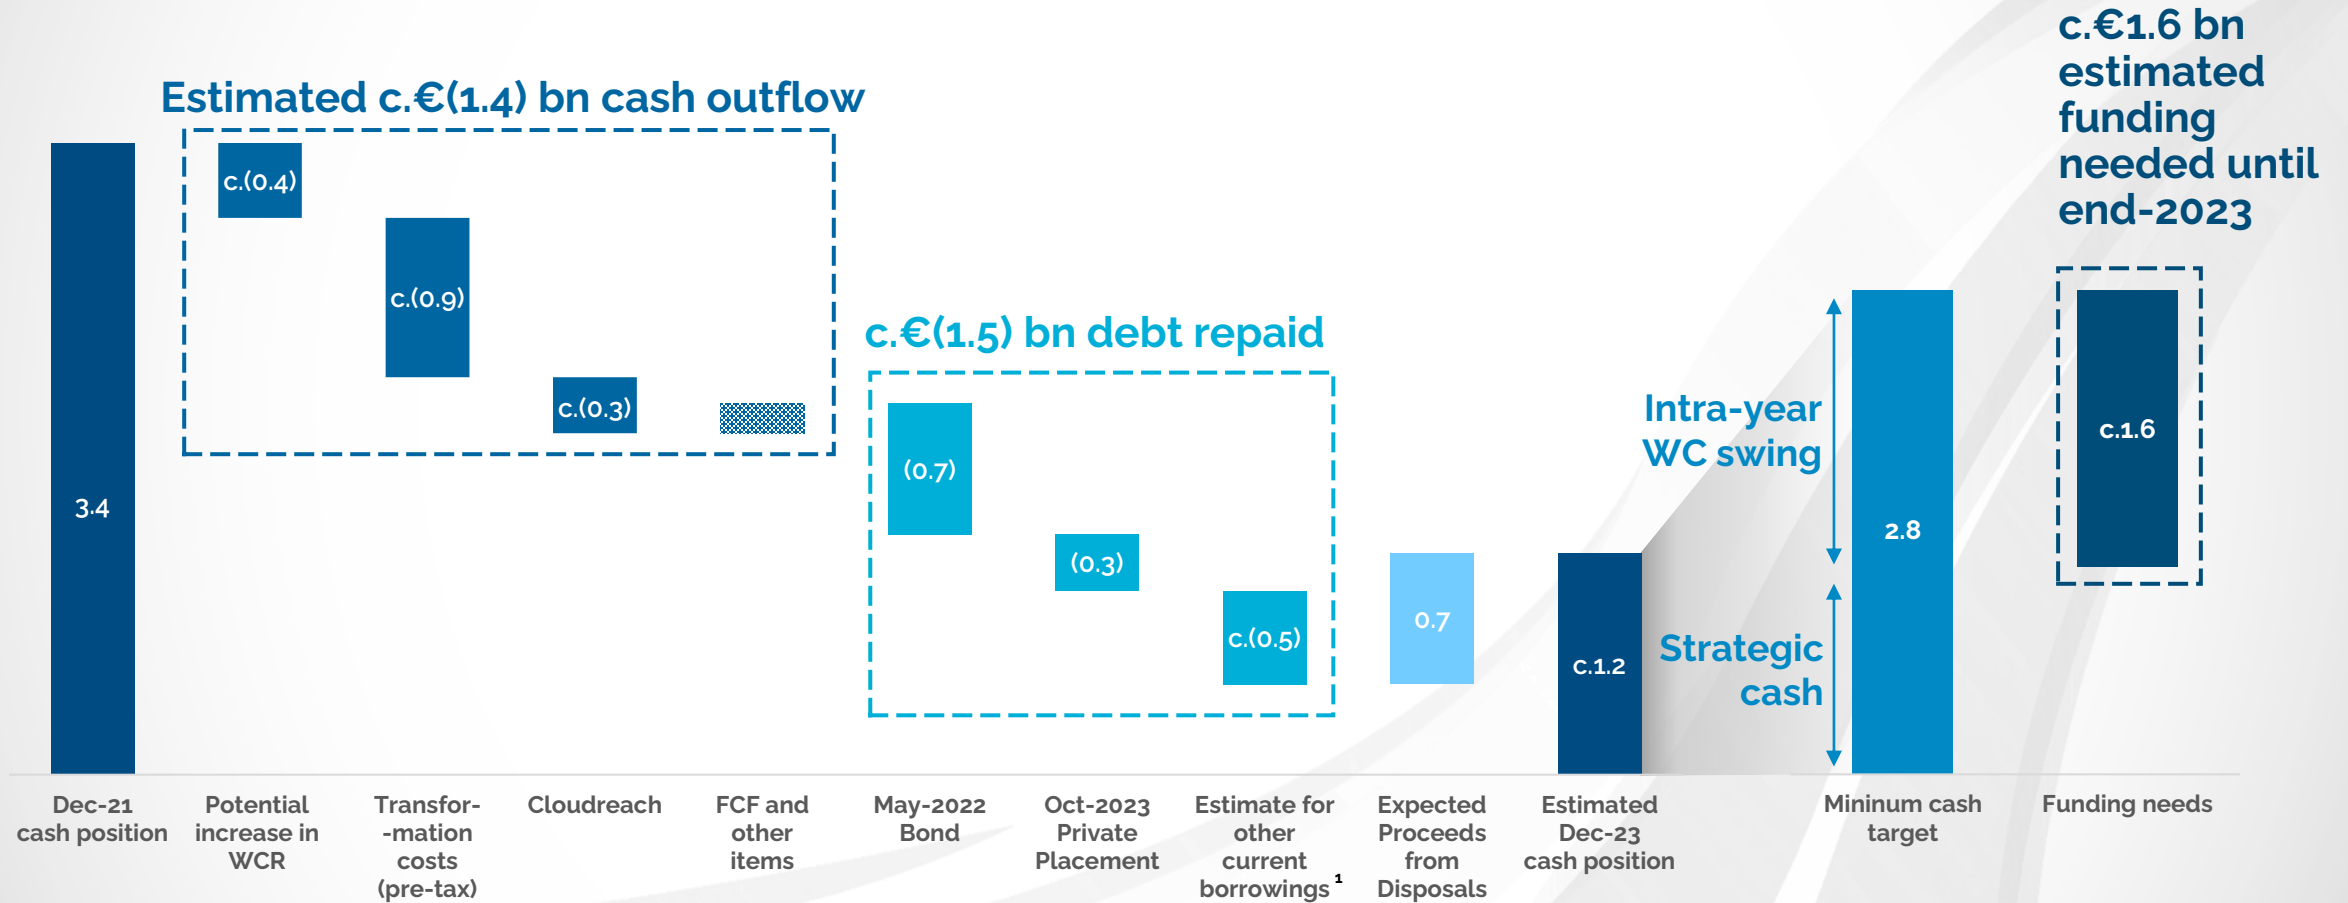 c.€1.6 bn
estimated
funding
needed until
end-2023
Estimated c.€(1.4) bn cash outflow
c.€(1.5) bn debt repaid
3.4
c.(0.4)
c.(0.9)
c.(0.3)
(0.7)
(0.3)
c.(0.5)
0.7
c.1.2
Intra-year
WC swing
Strategic
cash
2.8
c.1.6
Dec-21
cash position
Potential
increase in
WCR
Transfor-
-mation
costs
(pre-tax)
Cloudreach
FCF and
other
items
May-2022
Bond
Oct-2023
Private
Placement
Estimate for
other
current
borrowings 1
Expected
Proceeds
from
Disposals
Estimated
Dec-23
cash position
Mininum cash
target
Funding needs